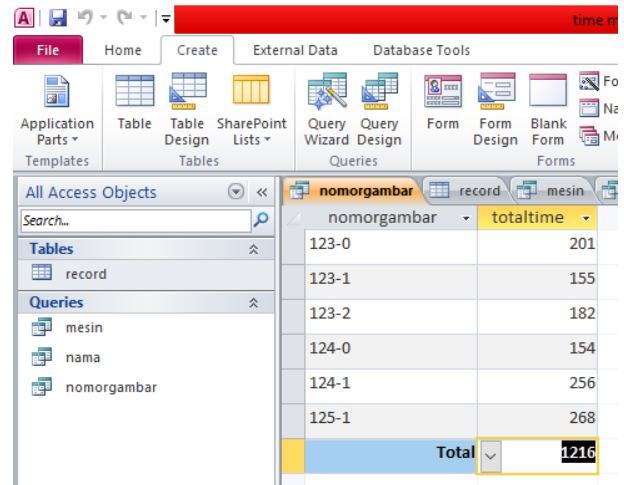 A
time m
File Home Create External Data Database Tools
Application Parts
Table
Table Design
SharePoint Lists
Query Wizard
Query Design
Form
Form Design
Blank Form
Fo
Na
Mo
Templates Tables Queries Forms
All Access Objects
Search...
Tables
record
Queries
mesin
nama
nomorgambar
nomorgambar record mesin
nomorgambar totaltime
123-0 201
123-1 155
123-2 182
124-0 154
124-1 256
125-1 268
Total 1216